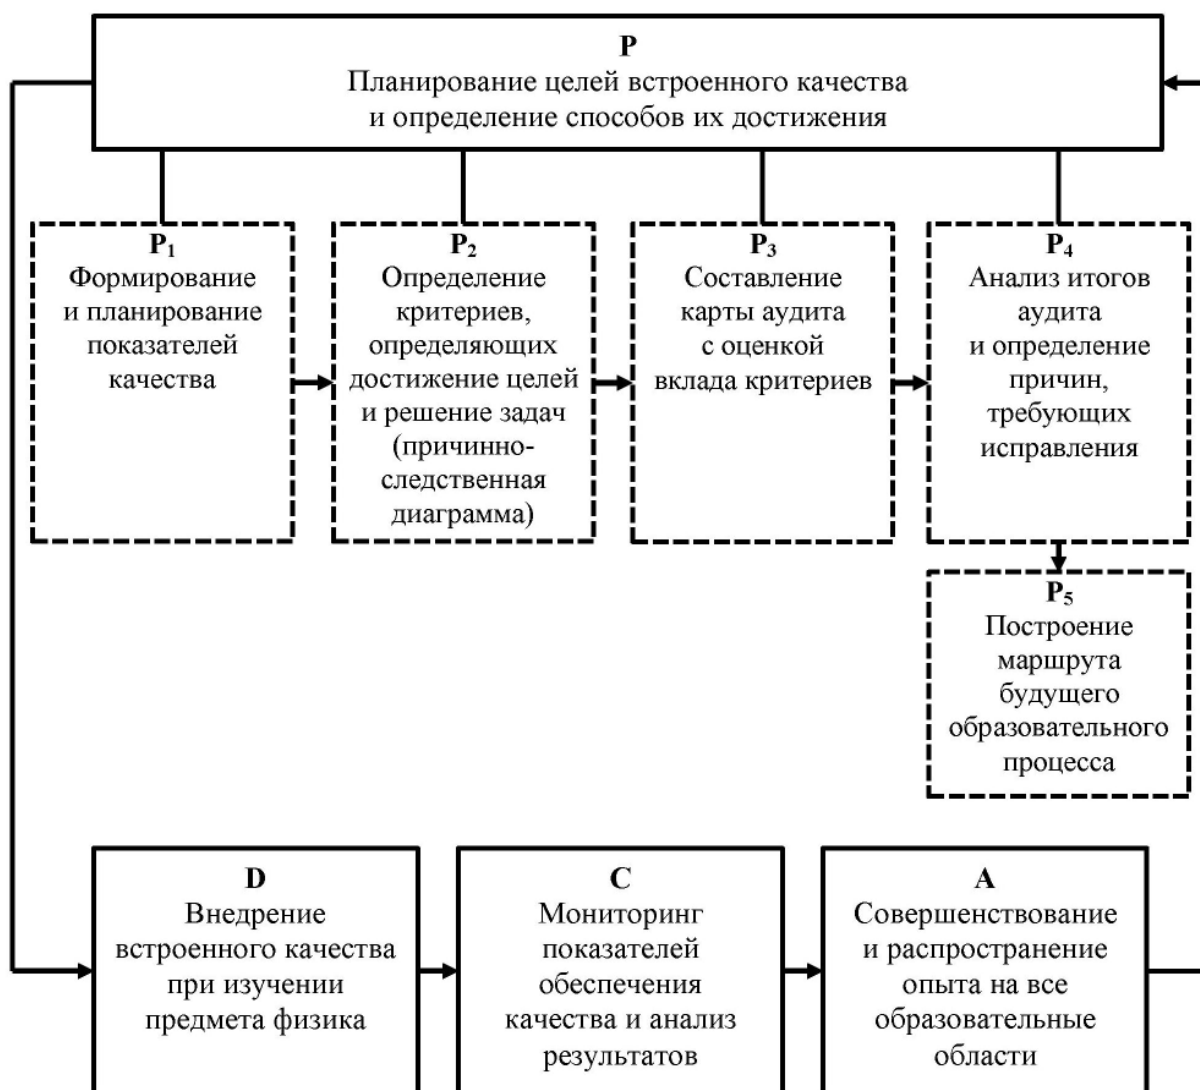 P
Планирование целей встроенного качества
и определение способов их достижения
P₁
Формирование
и планирование
показателей
качества
P₂
Определение
критериев,
определяющих
достижение целей
и решение задач
(причинно-
следственная
диаграмма)
P₃
Составление
карты аудита
с оценкой
вклада критериев
P₄
Анализ итогов
аудита
и определение
причин,
требующих
исправления
P₅
Построение
маршрута
будущего
образовательного
процесса
D
Внедрение
встроенного качества
при изучении
предмета физика
C
Мониторинг
показателей
обеспечения
качества и анализ
результатов
A
Совершенствование
и распространение
опыта на все
образовательные
области